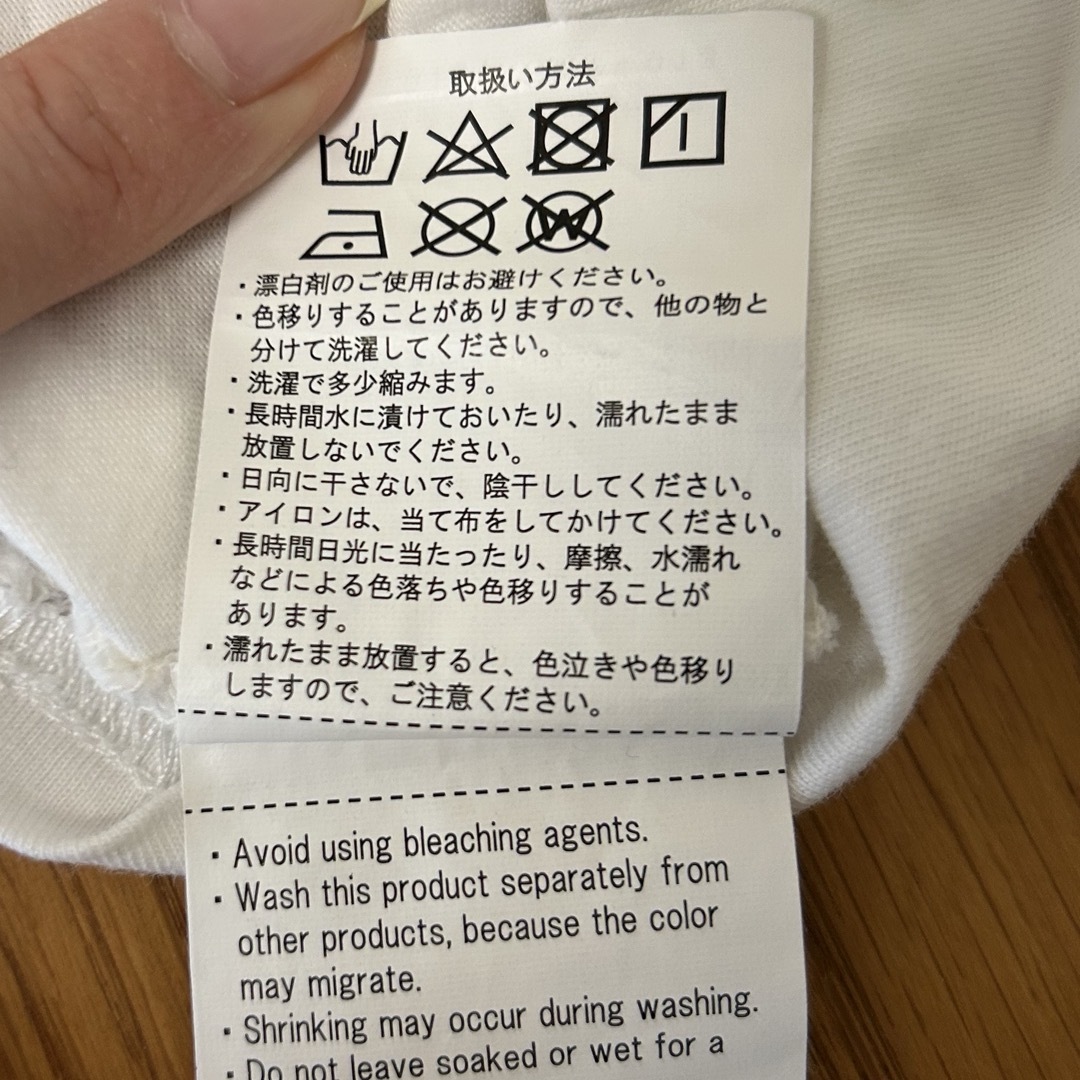 取扱い方法
W
・漂白剤のご使用はお避けください。
・色移りすることがありますので、他の物と
分けて洗濯してください。
・洗濯で多少縮みます。
・長時間水に漬けておいたり、濡れたまま
放置しないでください。
・日向に干さないで、陰干ししてください。
・アイロンは、当て布をしてかけてください。
・長時間日光に当たったり、摩擦、水濡れ
などによる色落ちや色移りすることが
あります。
・濡れたまま放置すると、色泣きや色移り
しますので、ご注意ください。
・Avoid using bleaching agents.
・Wash this product separately from
other products, because the color
may migrate.
・Shrinking may occur during washing.
・Do not leave soaked or wet for a